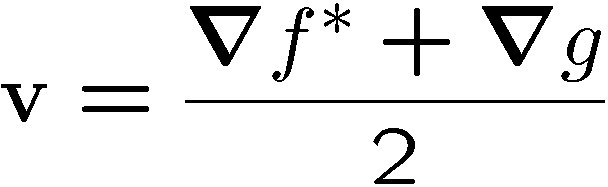 𝐯 = (𝛁f* + 𝛁g) / 2